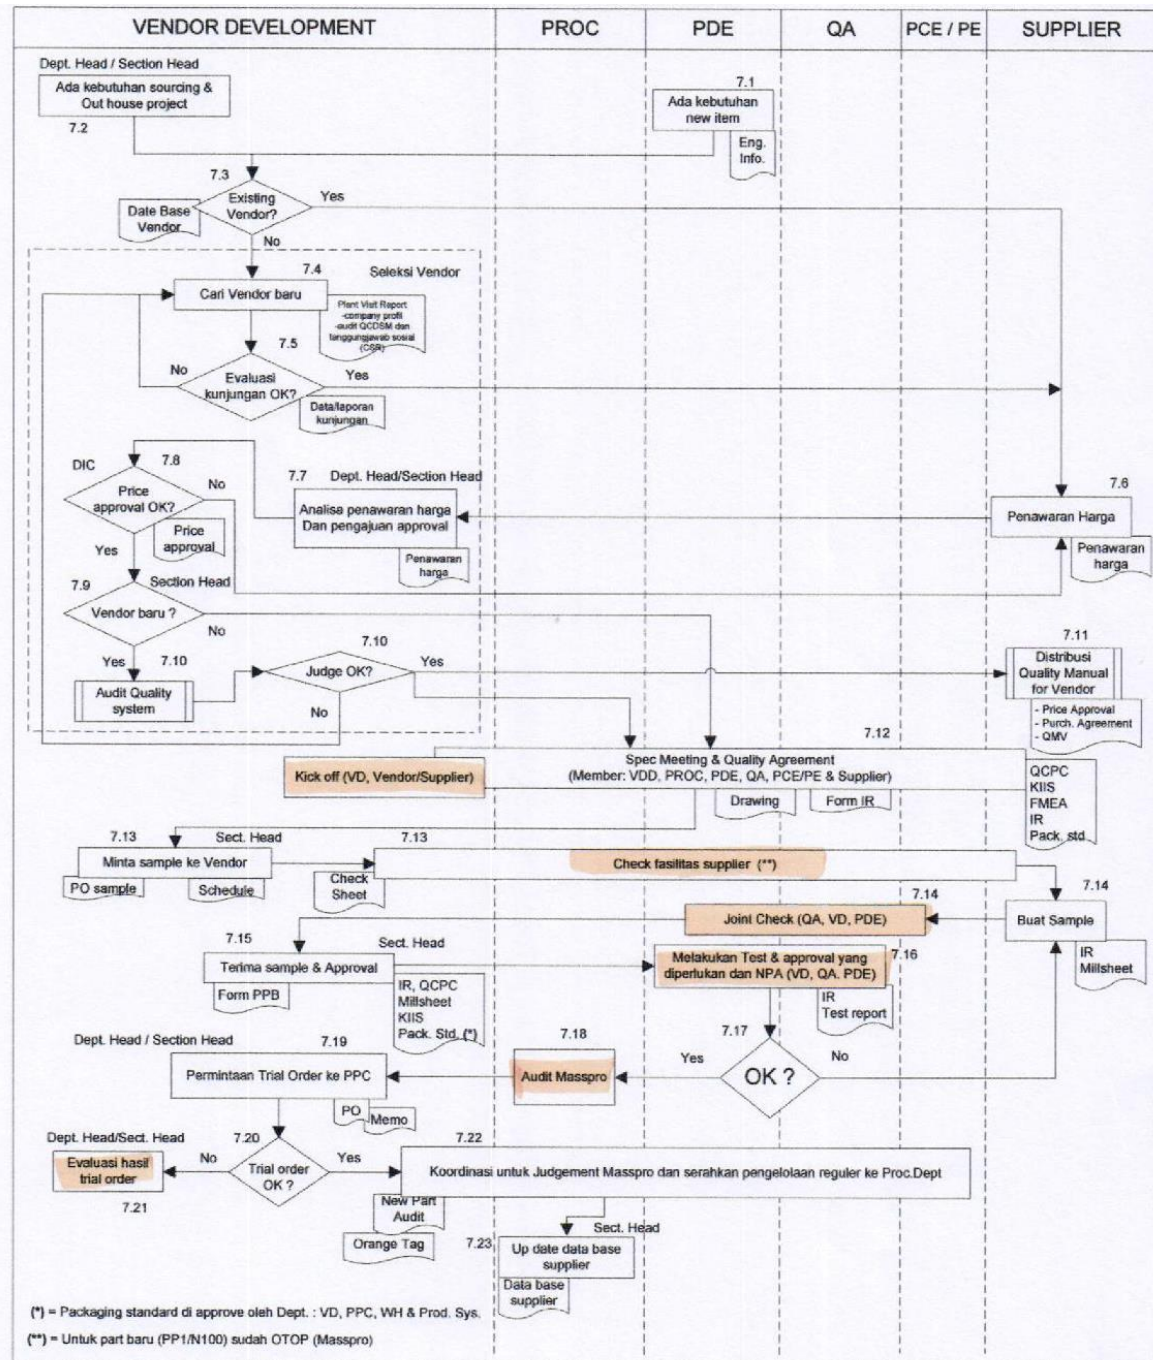 VENDOR DEVELOPMENT
PROC
PDE
QA
PCE / PE
SUPPLIER
Dept. Head / Section Head
Ada kebutuhan sourcing &
Out house project
7.2
7.1
Ada kebutuhan
new item
Eng.
Info.
7.3
Existing
Vendor?
Yes
Date Base
Vendor
No
7.4
Seleksi Vendor
Cari Vendor baru
Plant Visit Report
-company profil
-audit QCDSM dan
tanggungjawab sosial
(CSR)
7.5
No
Evaluasi
kunjungan OK?
Yes
Data/laporan
kunjungan
DIC
7.8
Price
approval OK?
No
Price
approval
Yes
7.7
Dept. Head/Section Head
Analisa penawaran harga
Dan pengajuan approval
Penawaran
harga
7.6
Penawaran Harga
Penawaran
harga
7.9
Section Head
Vendor baru ?
No
Yes
7.10
Audit Quality
system
7.10
Judge OK?
Yes
No
7.11
Distribusi
Quality Manual
for Vendor
- Price Approval
- Purch. Agreement
- QMV
7.12
Kick off (VD, Vendor/Supplier)
Spec Meeting & Quality Agreement
(Member: VDD, PROC, PDE, QA, PCE/PE & Supplier)
Drawing
Form IR
QCPC
KIIS
FMEA
IR
Pack. std
7.13
Sect. Head
Minta sample ke Vendor
PO sample
Schedule
7.13
Check fasilitas supplier (**)
Check
Sheet
7.14
Buat Sample
IR
Millsheet
7.14
Joint Check (QA, VD, PDE)
7.15
Sect. Head
Terima sample & Approval
Form PPB
IR, QCPC
Millsheet
KIIS
Pack. Std. (*)
7.16
Melakukan Test & approval yang
diperlukan dan NPA (VD, QA. PDE)
IR
Test report
7.17
OK ?
Yes
No
7.18
Audit Masspro
Dept. Head / Section Head
7.19
Permintaan Trial Order ke PPC
PO
Memo
Dept. Head/Sect. Head
7.20
Trial order
OK ?
No
Yes
Evaluasi hasil
trial order
7.21
7.22
Koordinasi untuk Judgement Masspro dan serahkan pengelolaan reguler ke Proc.Dept
New Part
Audit
Orange Tag
7.23
Sect. Head
Up date data base
supplier
Data base
supplier
(*) = Packaging standard di approve oleh Dept. : VD, PPC, WH & Prod. Sys.
(**) = Untuk part baru (PP1/N100) sudah OTOP (Masspro)